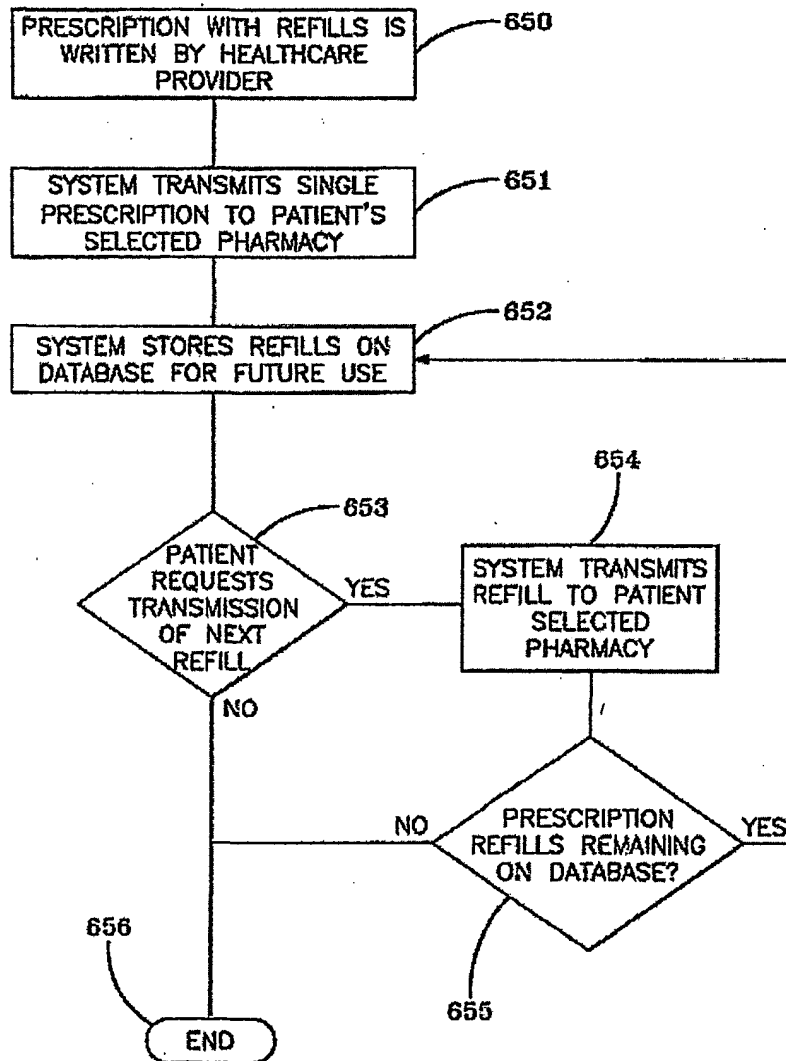 PRESCRIPTION WITH REFILLS IS
WRITTEN BY HEALTHCARE
PROVIDER
650
SYSTEM TRANSMITS SINGLE
PRESCRIPTION TO PATIENT'S
SELECTED PHARMACY
651
652
SYSTEM STORES REFILLS ON
DATABASE FOR FUTURE USE
653
654
PATIENT
REQUESTS
TRANSMISSION
OF NEXT
REFILL
YES
SYSTEM TRANSMITS
REFILL TO PATIENT
SELECTED
PHARMACY
NO
NO
PRESCRIPTION
REFILLS REMAINING
ON DATABASE?
YES
655
656
END